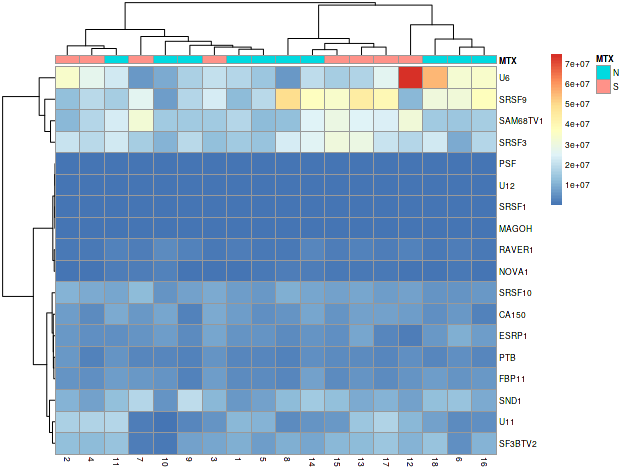 MTX
U6
SRSF9
SAM68TV1
SRSF3
PSF
U12
SRSF1
MAGOH
RAVER1
NOVA1
SRSF10
CA150
ESRP1
PTB
FBP11
SND1
U11
SF3BTV2
2 4 11 7 10 9 3 1 5 8 14 15 13 17 12 18 6 16
7e+07
6e+07
5e+07
4e+07
3e+07
2e+07
1e+07
MTX
N
S